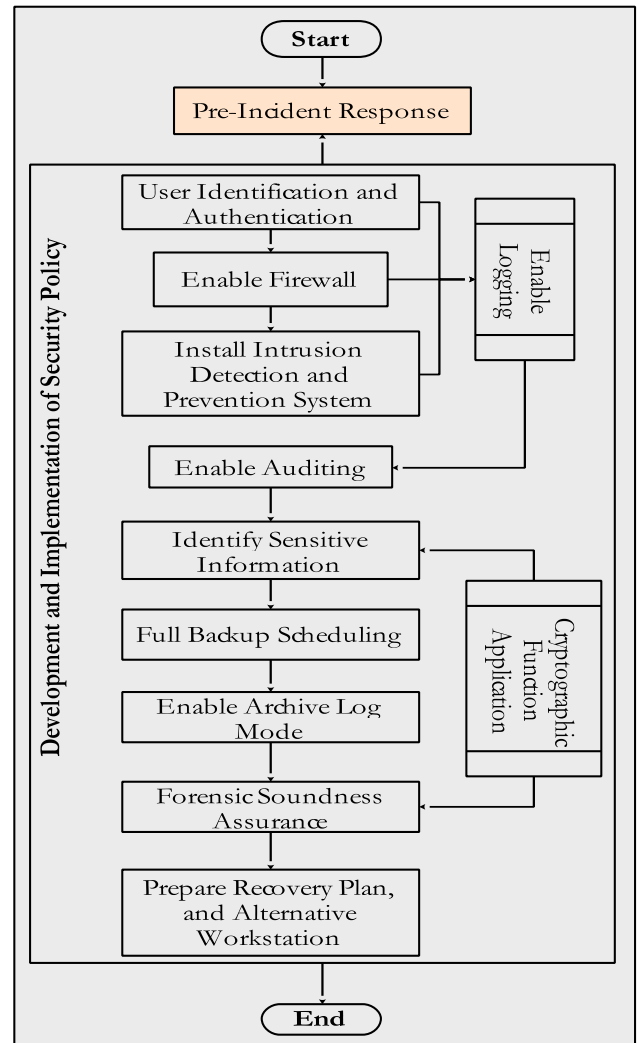 Start
Pre-Incident Response
Development and Implementation of Security Policy
User Identification and
Authentication
Enable Firewall
Install Intrusion
Detection and
Prevention System
Enable
Logging
Enable Auditing
Identify Sensitive
Information
Full Backup Scheduling
Enable Archive Log
Mode
Forensic Soundness
Assurance
Cryptographic
Function
Application
Prepare Recovery Plan,
and Alternative
Workstation
End